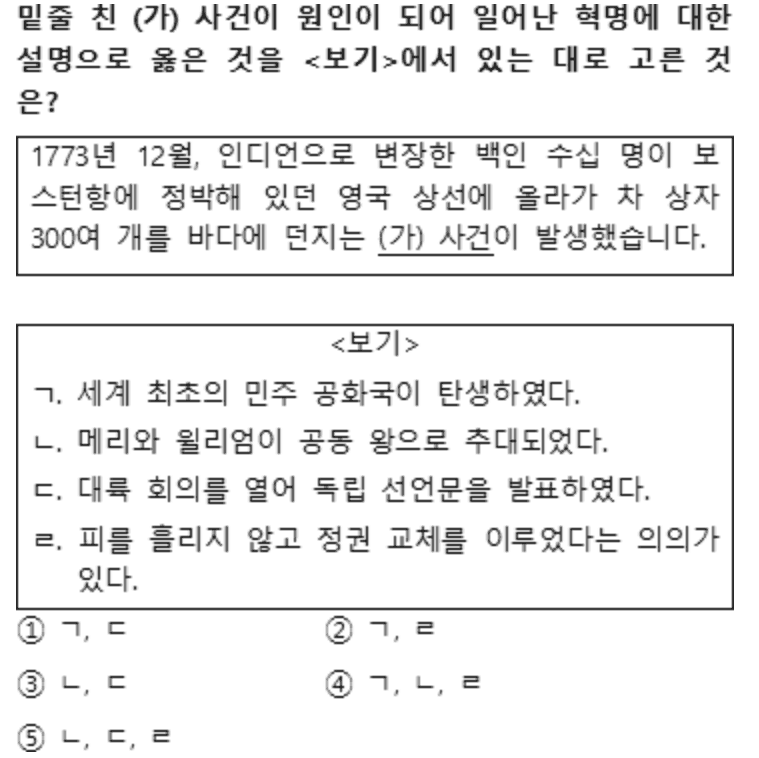 밑줄 친 (가) 사건이 원인이 되어 일어난 혁명에 대한
설명으로 옳은 것을 <보기>에서 있는 대로 고른 것
은?
1773년 12월, 인디언으로 변장한 백인 수십 명이 보
스턴항에 정박해 있던 영국 상선에 올라가 차 상자
300여 개를 바다에 던지는 (가) 사건이 발생했습니다.
<보기>
ㄱ. 세계 최초의 민주 공화국이 탄생하였다.
ㄴ. 메리와 윌리엄이 공동 왕으로 추대되었다.
ㄷ. 대륙 회의를 열어 독립 선언문을 발표하였다.
ㄹ. 피를 흘리지 않고 정권 교체를 이루었다는 의의가
있다.
① ㄱ, ㄷ ② ㄱ, ㄹ
③ ㄴ, ㄷ ④ ㄱ, ㄴ, ㄹ
⑤ ㄴ, ㄷ, ㄹ